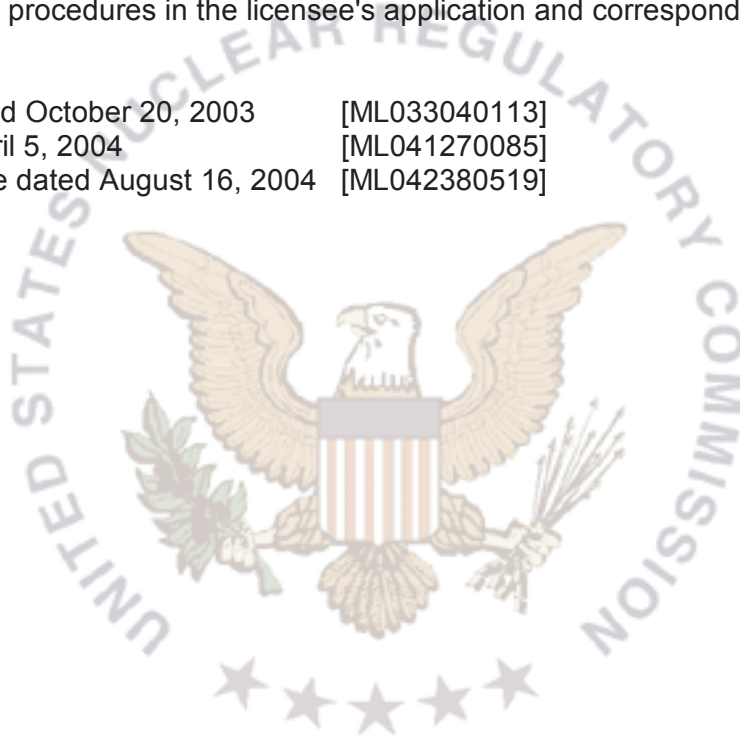 procedures in the licensee's application and correspond
d October 20, 2003 [ML033040113]
il 5, 2004 [ML041270085]
e dated August 16, 2004 [ML042380519]
UNITED STATES NUCLEAR REGULATORY COMMISSION